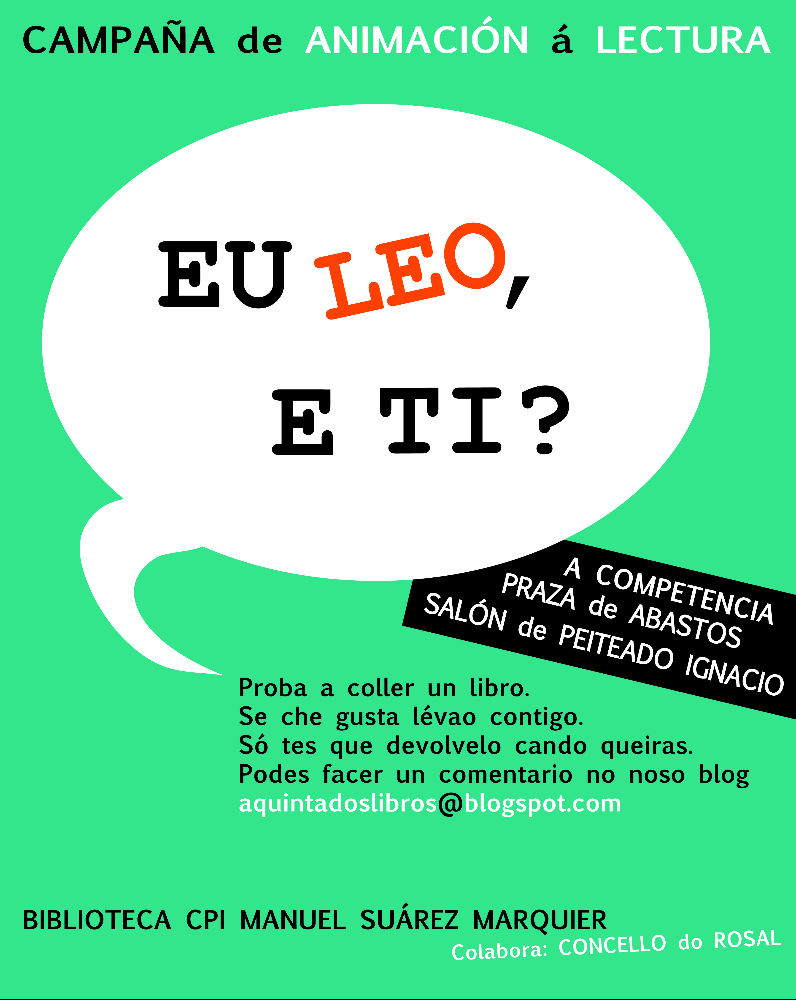 CAMPAÑA de ANIMACIÓN á LECTURA
EU LEO,
E TI?
A COMPETENCIA
PRAZA de ABASTOS
SALÓN de PEITEADO IGNACIO
Proba a coller un libro.
Se che gusta lévao contigo.
Só tes que devolvelo cando queiras.
Podes facer un comentario no noso blog
aquintadoslibros@blogspot.com
BIBLIOTECA CPI MANUEL SUÁREZ MARQUIER
Colabora: CONCELLO do ROSAL